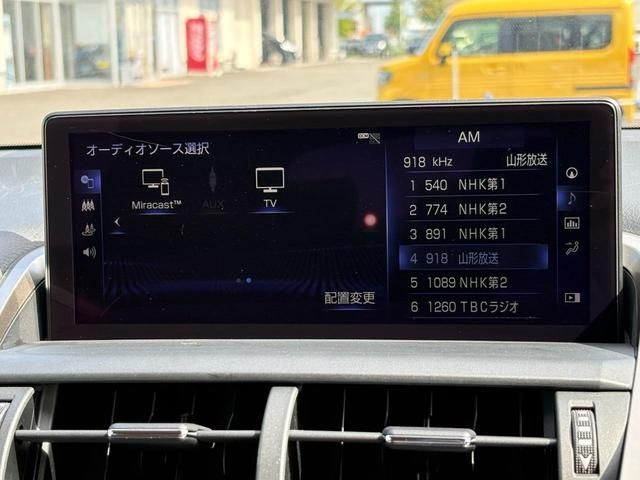 オーディオソース選択
Miracast™
AUX
TV
配置変更
AM
918 kHz 山形放送
1 540 NHK第1
2 774 NHK第2
3 891 NHK第1
4 918 山形放送
5 1089 NHK第2
6 1260 TBCラジオ